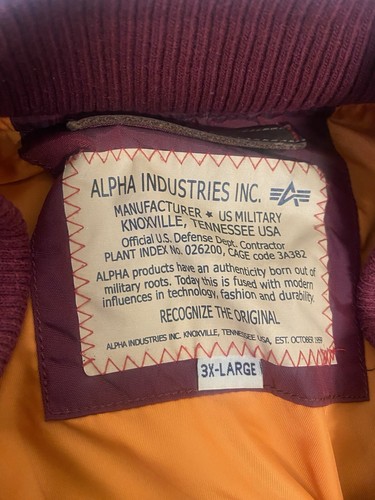 ALPHA INDUSTRIES INC.
MANUFACTURER ★ US MILITARY
KNOXVILLE, TENNESSEE USA
Official U.S. Defense Dept. Contractor
PLANT INDEX No. 026200, CAGE code 3A382
ALPHA products have an authenticity born out of
military roots. Today this is fused with modern
influences in technology, fashion and durability.
RECOGNIZE THE ORIGINAL
ALPHA INDUSTRIES INC. KNOXVILLE, TENNESSEE USA, EST. OCTOBER
3X-LARGE